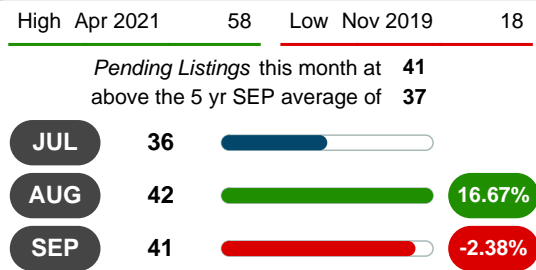 High Apr 2021 58 Low Nov 2019 18
Pending Listings this month at 41
above the 5 yr SEP average of 37
JUL 36
AUG 42 16.67%
SEP 41 -2.38%